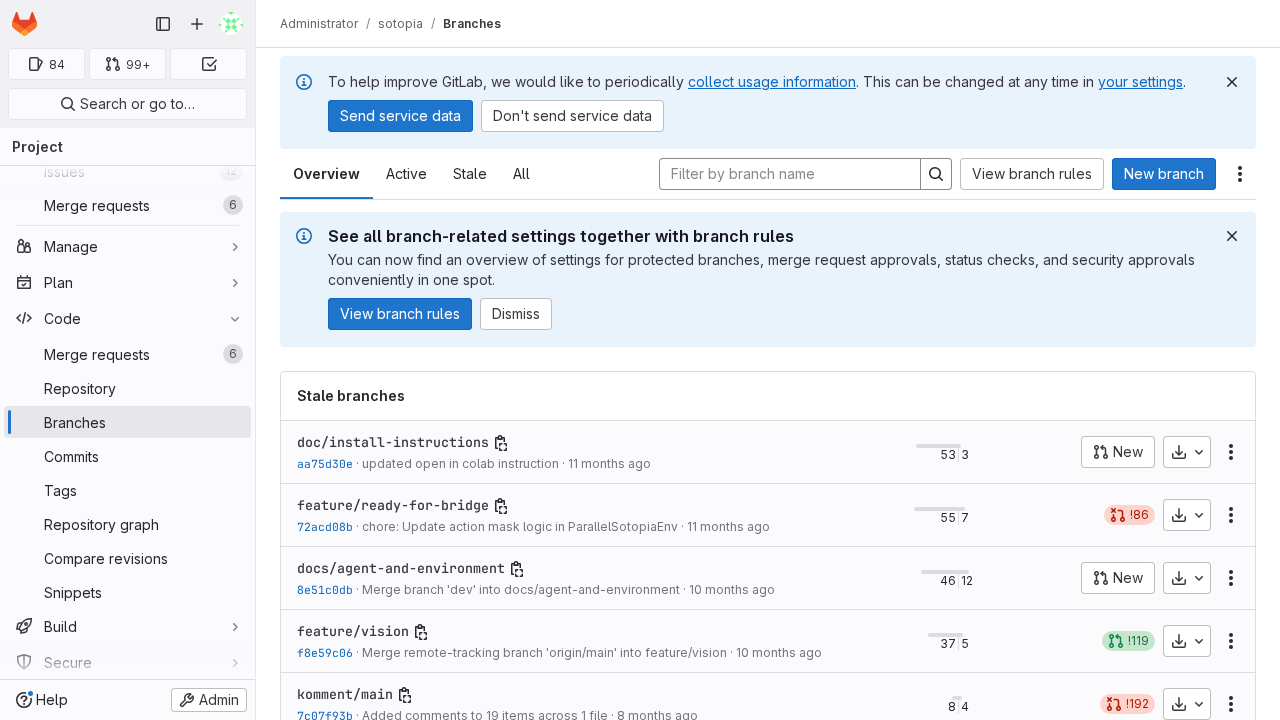 84
99+
Search or go to…
Project
Issues 12
Merge requests 6
Manage
Plan
Code
Merge requests 6
Repository
Branches
Commits
Tags
Repository graph
Compare revisions
Snippets
Build
Secure
Help
Admin
Administrator / sotopia / Branches
To help improve GitLab, we would like to periodically collect usage information. This can be changed at any time in your settings.
Send service data Don't send service data
Overview Active Stale All Filter by branch name View branch rules New branch
See all branch-related settings together with branch rules
You can now find an overview of settings for protected branches, merge request approvals, status checks, and security approvals
conveniently in one spot.
View branch rules Dismiss
Stale branches
doc/install-instructions
aa75d30e · updated open in colab instruction · 11 months ago
53 3
New
feature/ready-for-bridge
72acd08b · chore: Update action mask logic in ParallelSotopiaEnv · 11 months ago
55 7
!86
docs/agent-and-environment
8e51c0db · Merge branch 'dev' into docs/agent-and-environment · 10 months ago
46 12
New
feature/vision
f8e59c06 · Merge remote-tracking branch 'origin/main' into feature/vision · 10 months ago
37 5
!119
komment/main
7c07f93b · Added comments to 19 items across 1 file · 8 months ago
8 4
!192